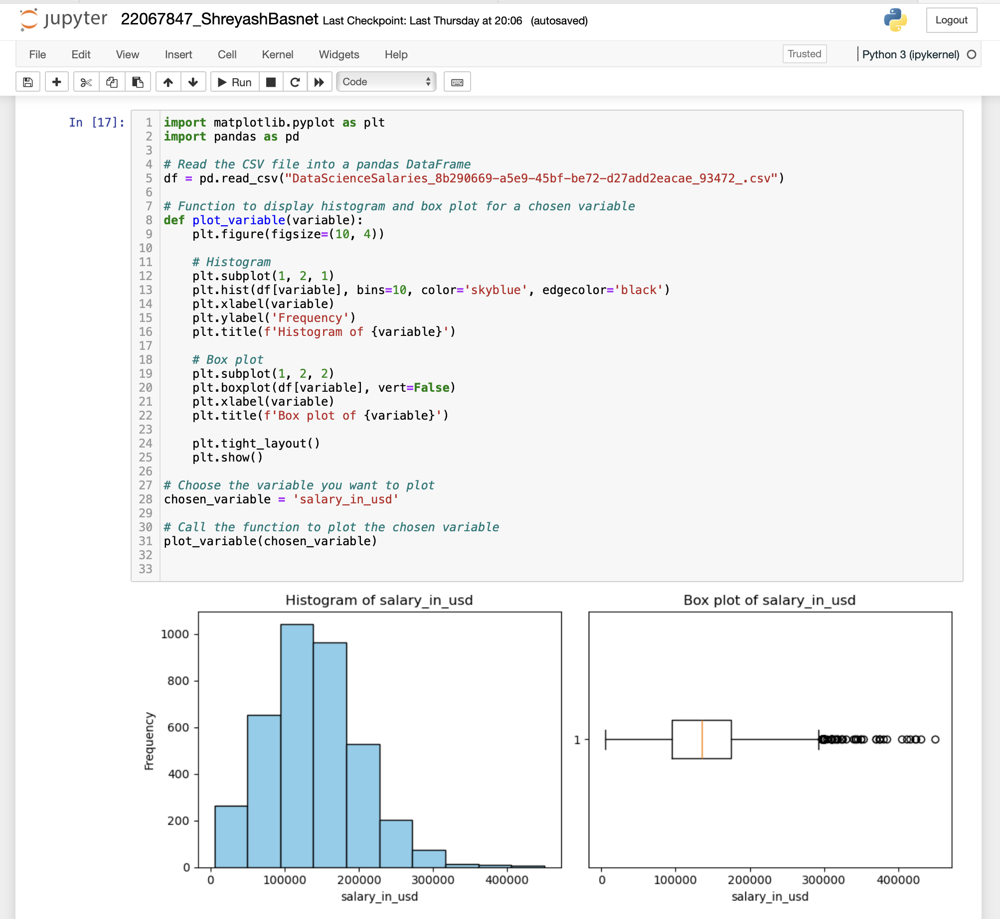 jupyter 22067847_ShreyashBasnet Last Checkpoint: Last Thursday at 20:06 (autosaved) Logout
File Edit View Insert Cell Kernel Widgets Help Trusted Python 3 (ipykernel)
Run Code
In [17]:
1 import matplotlib.pyplot as plt
2 import pandas as pd
3
4 # Read the CSV file into a pandas DataFrame
5 df = pd.read_csv("DataScienceSalaries_8b290669-a5e9-45bf-be72-d27add2eacae_93472_.csv")
6
7 # Function to display histogram and box plot for a chosen variable
8 def plot_variable(variable):
9     plt.figure(figsize=(10, 4))
10
11     # Histogram
12     plt.subplot(1, 2, 1)
13     plt.hist(df[variable], bins=10, color='skyblue', edgecolor='black')
14     plt.xlabel(variable)
15     plt.ylabel('Frequency')
16     plt.title(f'Histogram of {variable}')
17
18     # Box plot
19     plt.subplot(1, 2, 2)
20     plt.boxplot(df[variable], vert=False)
21     plt.xlabel(variable)
22     plt.title(f'Box plot of {variable}')
23
24     plt.tight_layout()
25     plt.show()
26
27 # Choose the variable you want to plot
28 chosen_variable = 'salary_in_usd'
29
30 # Call the function to plot the chosen variable
31 plot_variable(chosen_variable)
32
33
Histogram of salary_in_usd
1000
800
600
400
200
0
Frequency
0 100000 200000 300000 400000
salary_in_usd
Box plot of salary_in_usd
1
0 100000 200000 300000 400000
salary_in_usd